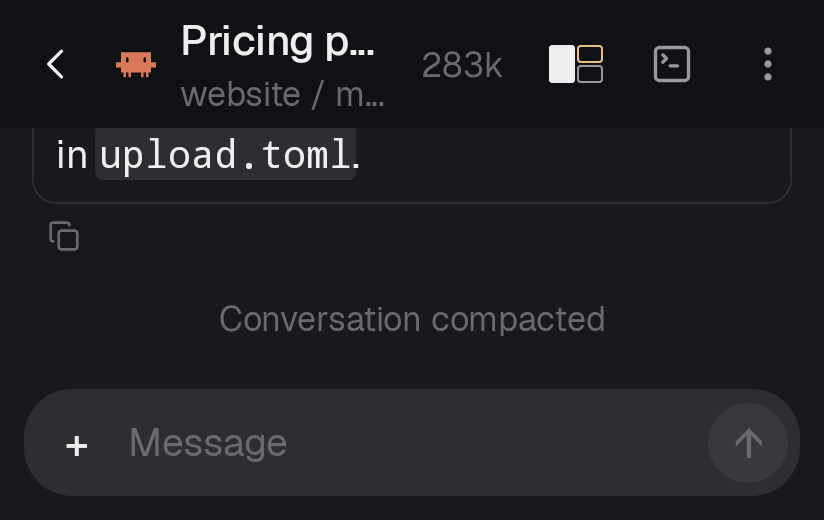 Pricing p...
website / m...
283k
in upload.toml.
Conversation compacted
Message